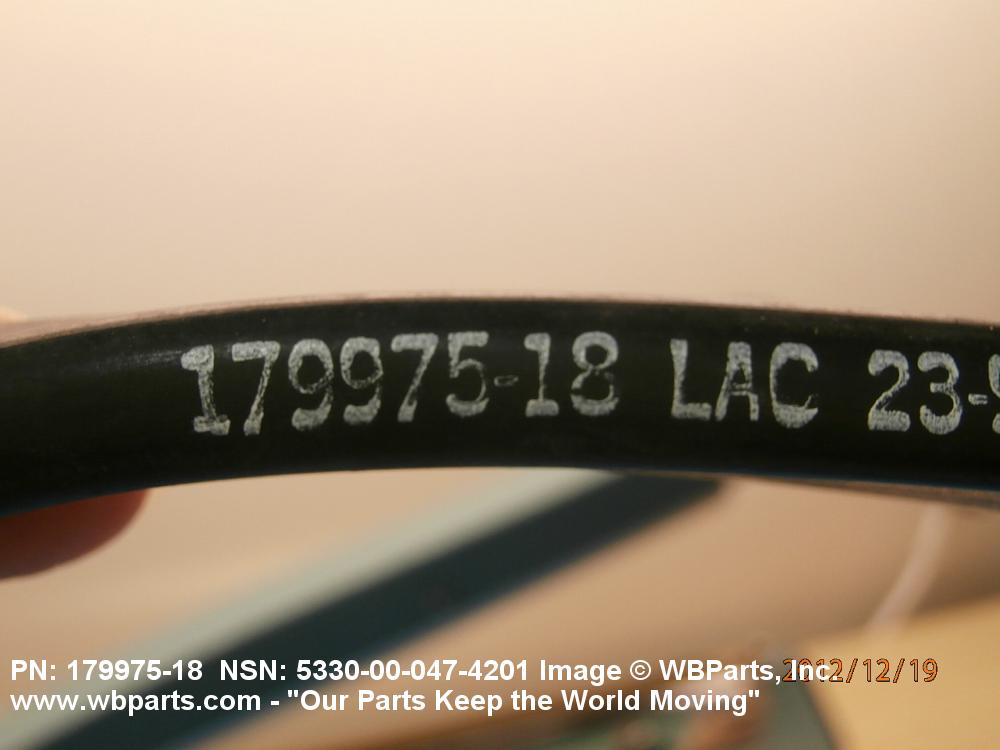 179975-18 LAC 23-
PN: 179975-18 NSN: 5330-00-047-4201 Image © WBParts, Inc. 2012/12/19
www.wbparts.com - "Our Parts Keep the World Moving"